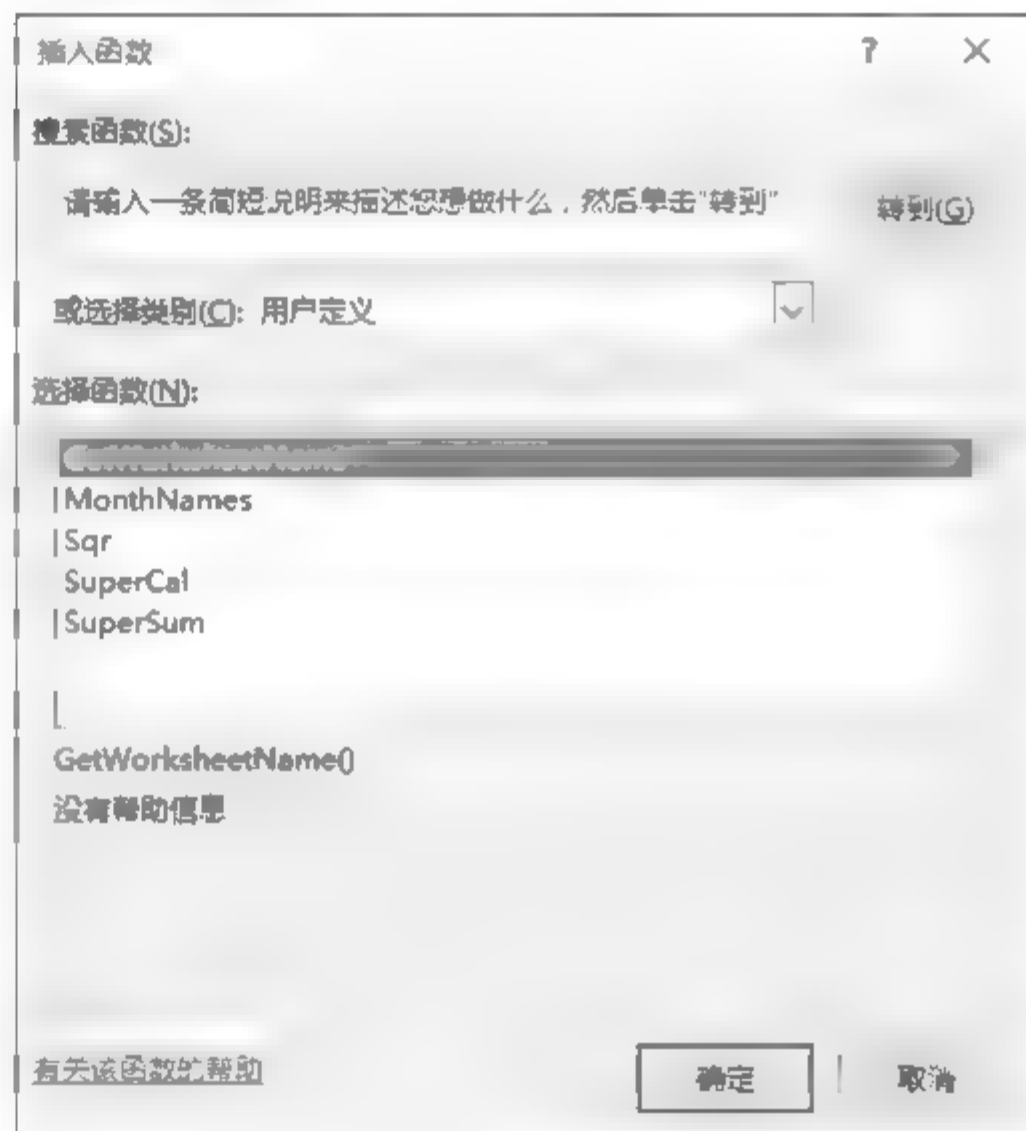 插入函数 ?
搜索函数(S):
请输入一条简短说明来描述您想做什么，然后单击"转到" 转到(G)
或选择类别(C): 用户定义
选择函数(N):
MonthNames
Sqr
SuperCal
SuperSum
GetWorksheetName()
没有帮助信息
有关该函数的帮助 确定 取消